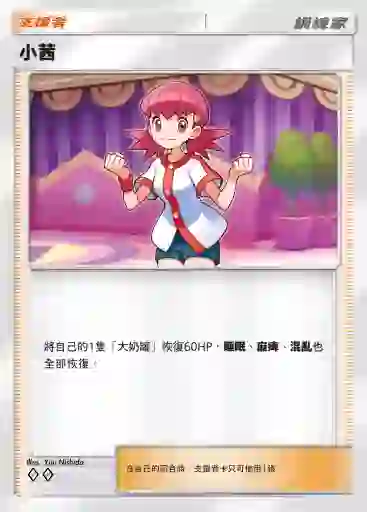 支援者
訓練家
小茜
將自己的1隻「大奶罐」恢復60HP，睡眠、麻痺、混亂也
全部恢復。
Illus. Yuu Nishida
在自己的回合時，支援者卡只可使用1張